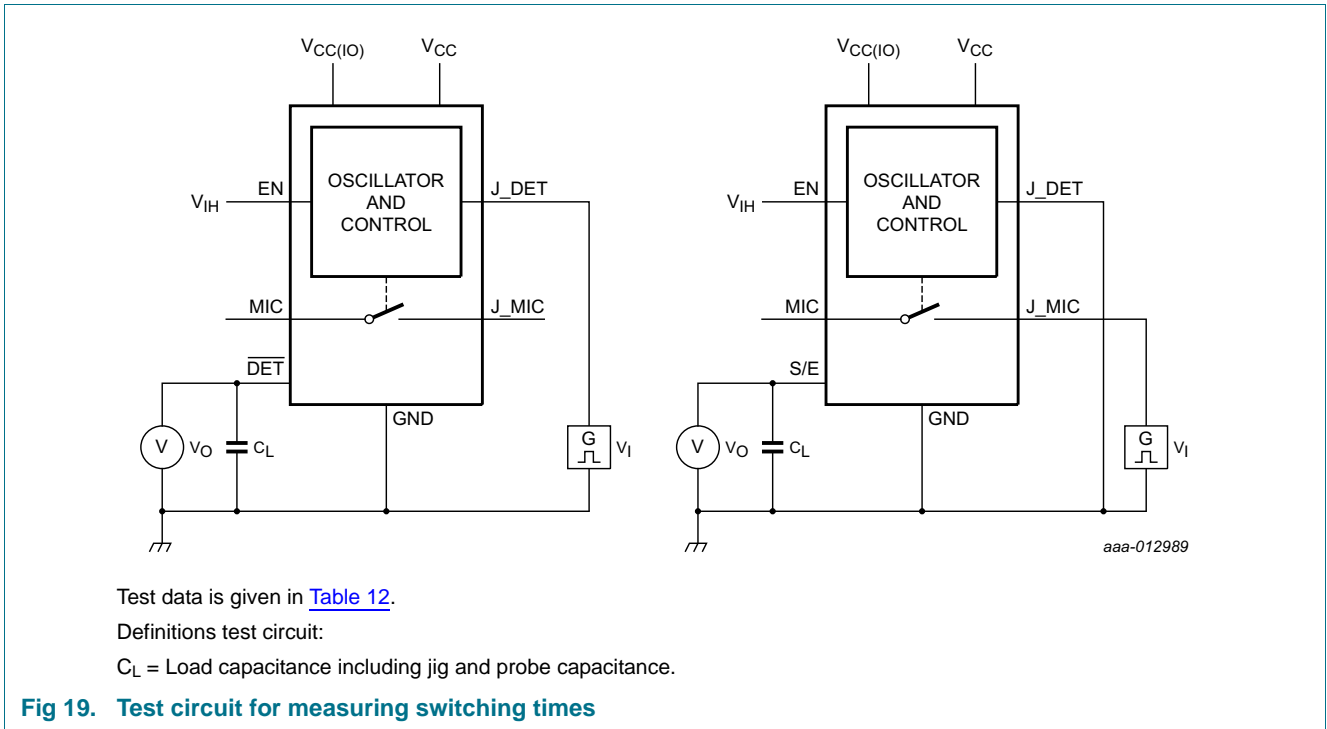 VCC(IO) VCC VCC(IO) VCC
OSCILLATOR
AND
CONTROL
EN
VIH
J_DET
MIC
J_MIC
DET
GND
V
VO
CL
G
VI
OSCILLATOR
AND
CONTROL
EN
VIH
J_DET
MIC
J_MIC
S/E
GND
V
VO
CL
G
VI
aaa-012989
Test data is given in Table 12.
Definitions test circuit:
CL = Load capacitance including jig and probe capacitance.
Fig 19. Test circuit for measuring switching times